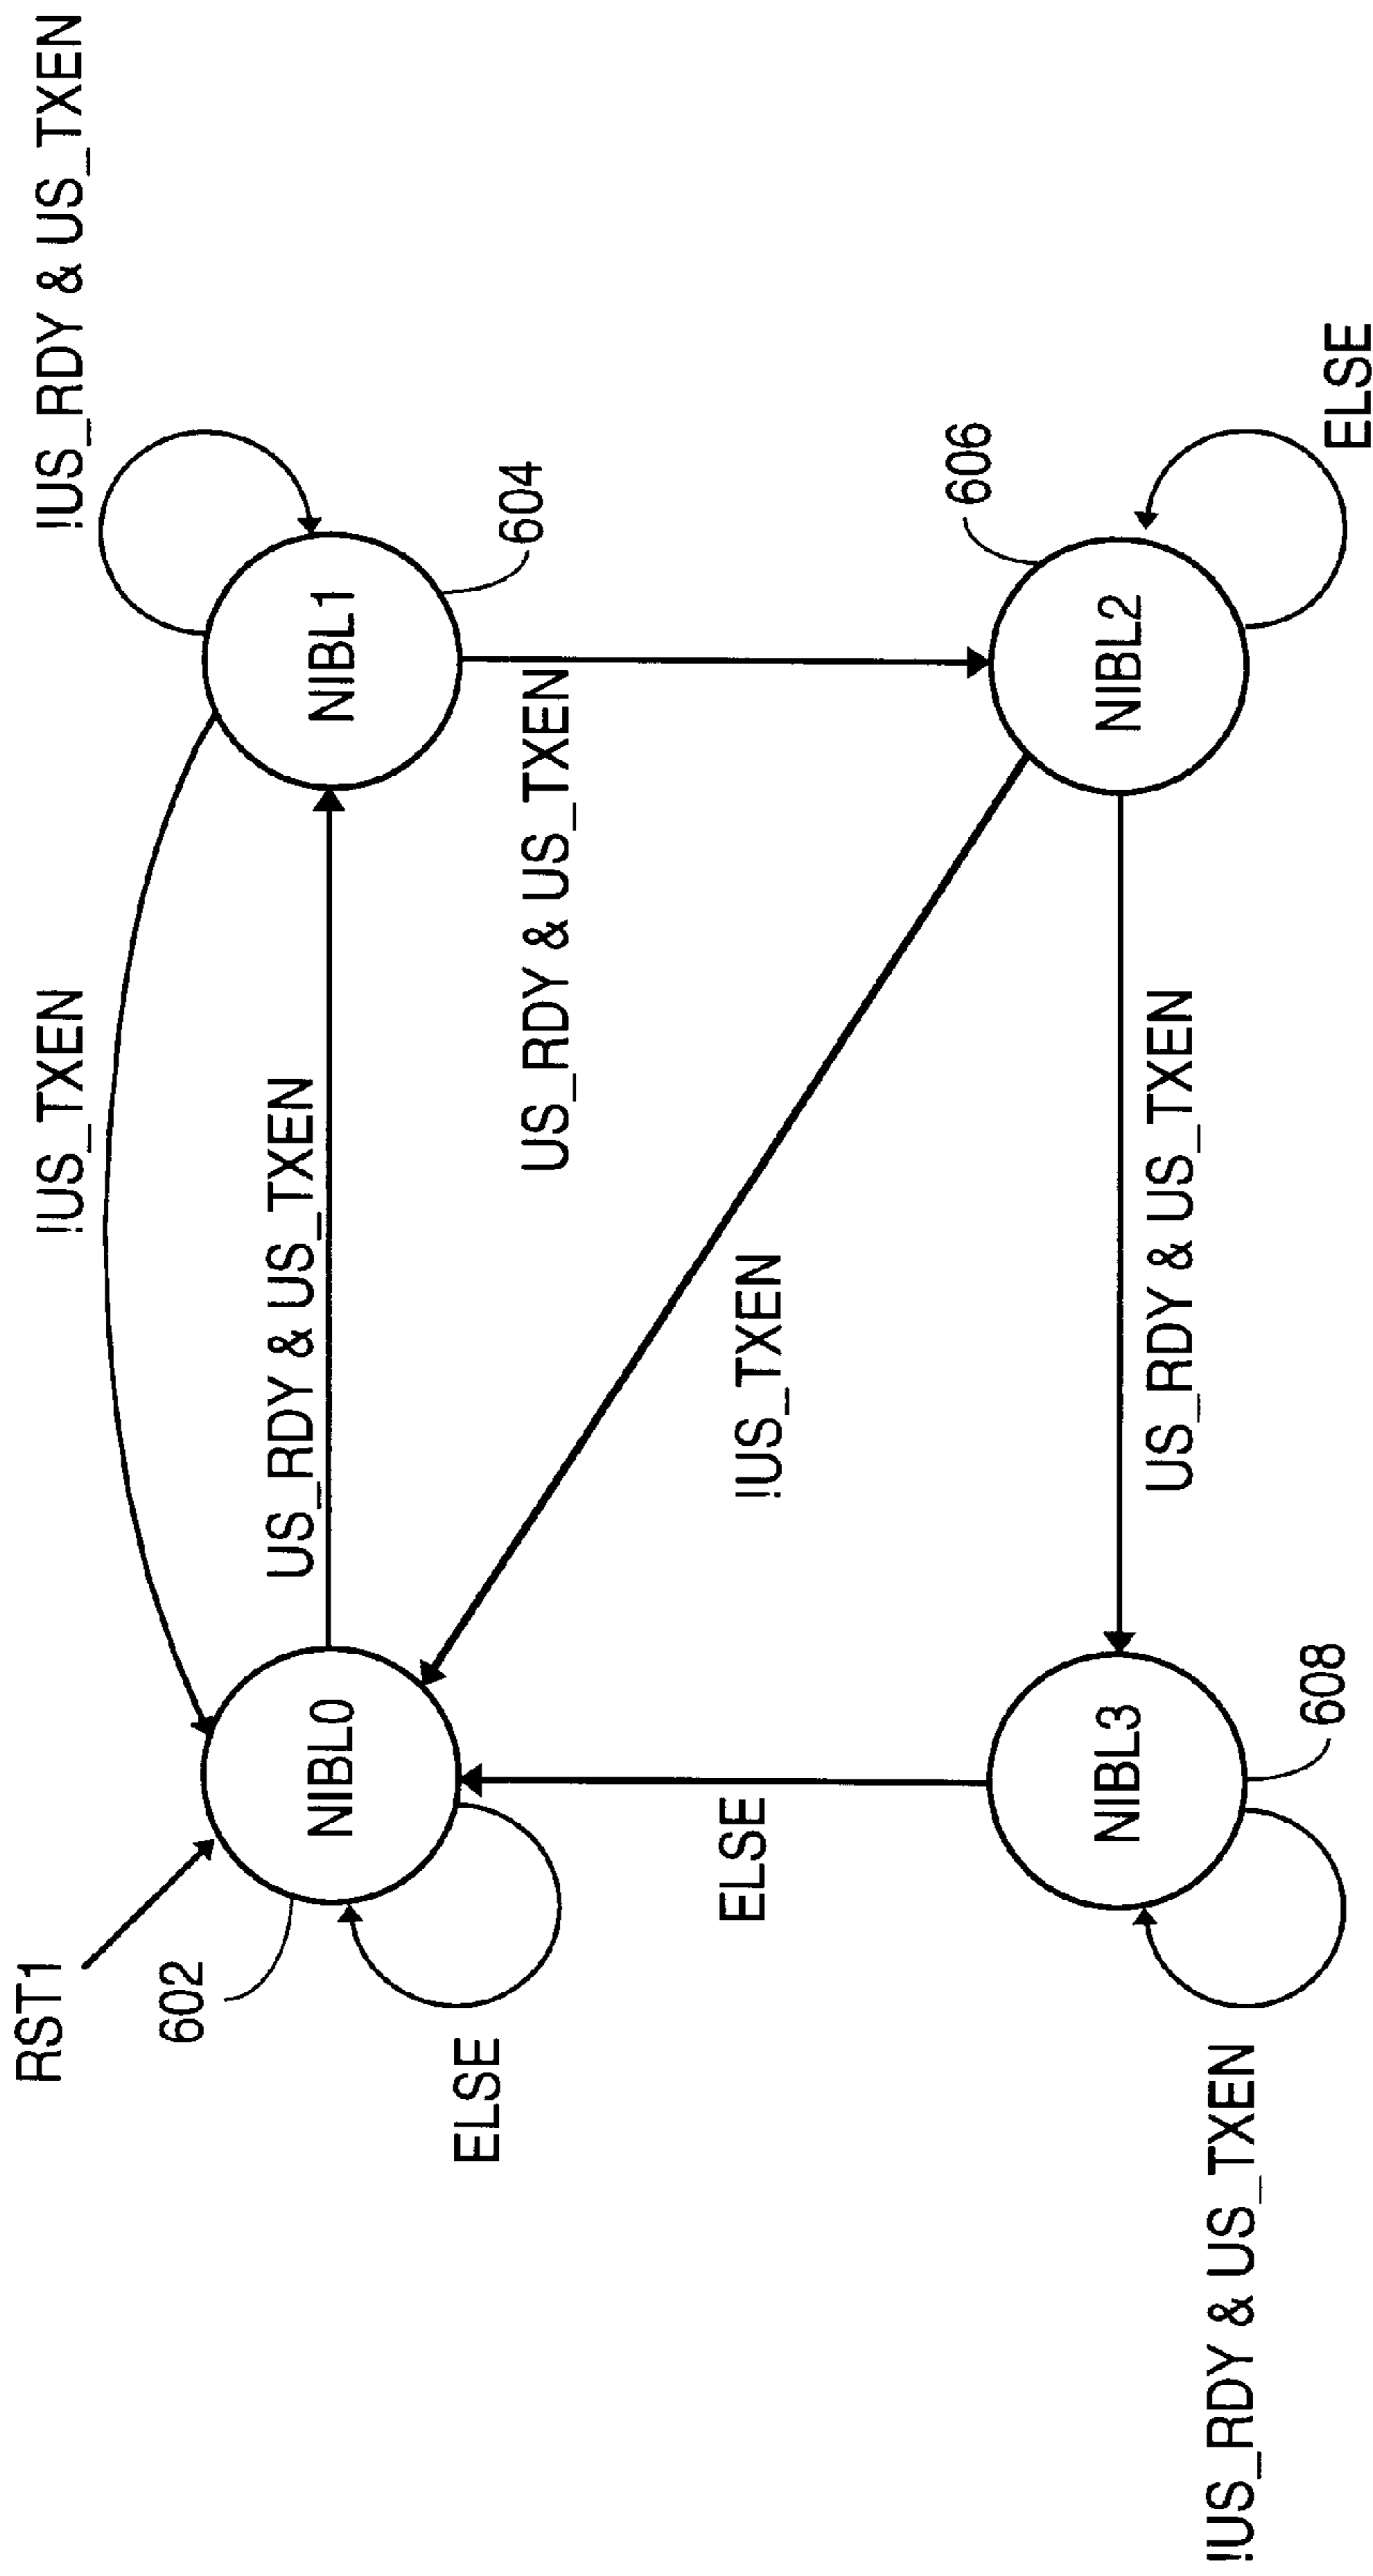 RST1
!US_TXEN
!US_RDY & US_TXEN
602
NIBL0
US_RDY & US_TXEN
NIBL1
604
ELSE
US_RDY & US_TXEN
ELSE
!US_TXEN
606
NIBL3
NIBL2
US_RDY & US_TXEN
!US_RDY & US_TXEN
608
ELSE